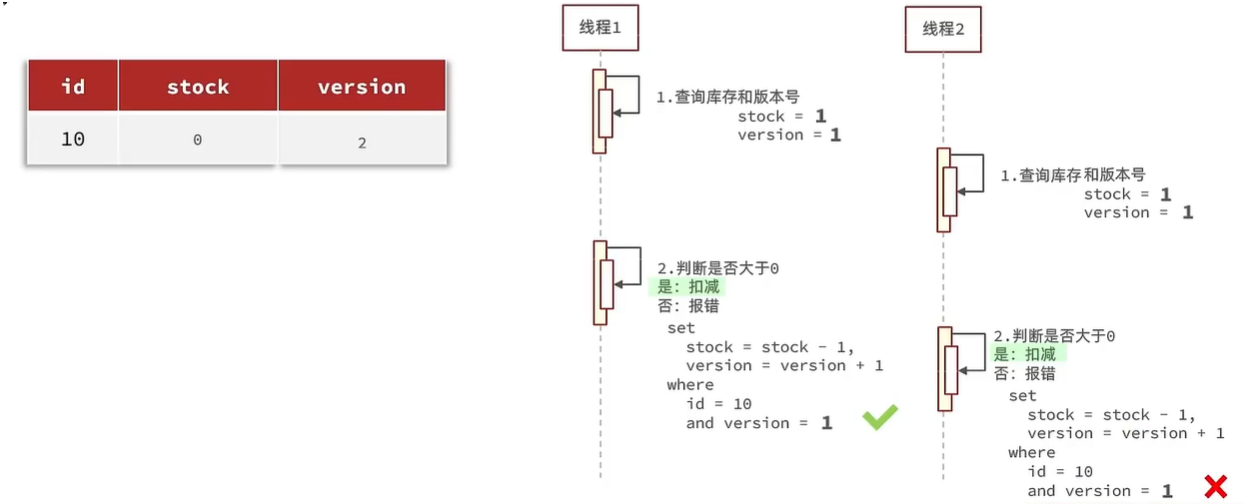 id stock version
10 0 2
线程1
1.查询库存和版本号
stock = 1
version = 1
2.判断是否大于0
是: 扣减
否: 报错
set
stock = stock - 1,
version = version + 1
where
id = 10
and version = 1
线程2
1.查询库存和版本号
stock = 1
version = 1
2.判断是否大于0
是: 扣减
否: 报错
set
stock = stock - 1,
version = version + 1
where
id = 10
and version = 1